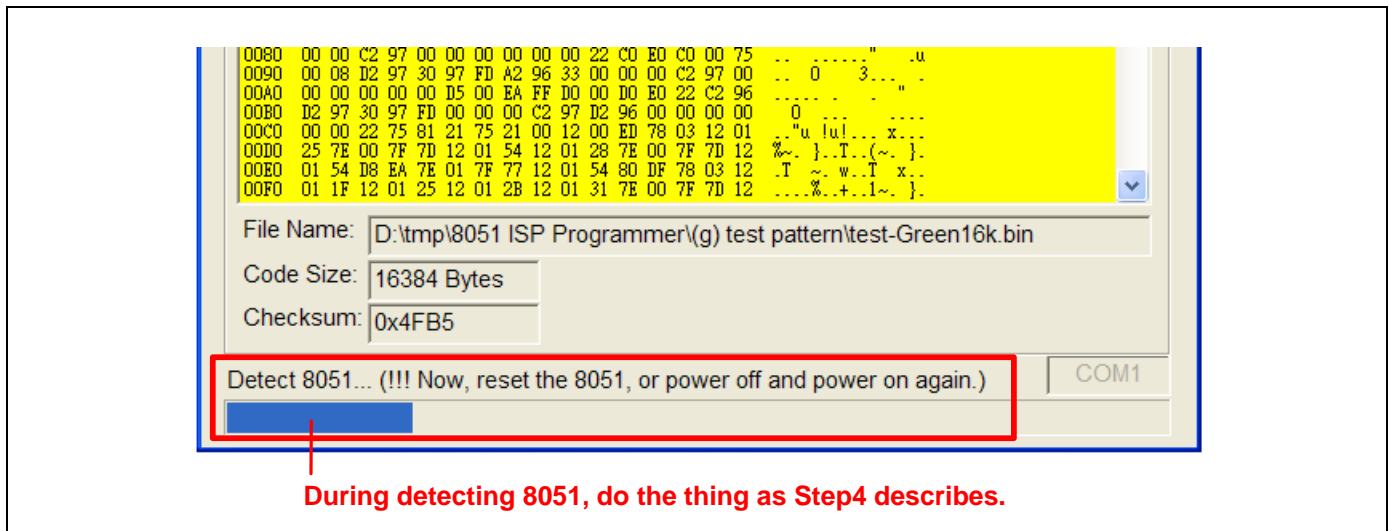 0080 00 00 C2 97 00 00 00 00 00 00 22 C0 E0 C0 00 75 .. ......" .u
0090 00 08 D2 97 30 97 FD A2 96 33 00 00 00 C2 97 00 .. 0 3... .
00A0 00 00 00 00 00 D5 00 EA FF D0 00 D0 E0 22 C2 96 ..... . . "
00B0 D2 97 30 97 FD 00 00 00 C2 97 D2 96 00 00 00 00 0 ... ....
00C0 00 00 22 75 81 21 75 21 00 12 00 ED 78 03 12 01 .."u !u!... x...
00D0 25 7E 00 7F 7D 12 01 54 12 01 28 7E 00 7F 7D 12 %~. }..T..(~. }.
00E0 01 54 D8 EA 7E 01 7F 77 12 01 54 80 DF 78 03 12 .T ~. w..T x..
00F0 01 1F 12 01 25 12 01 2B 12 01 31 7E 00 7F 7D 12 ....%..+..1~. }.
File Name: D:\tmp\8051 ISP Programmer\(g) test pattern\test-Green16k.bin
Code Size: 16384 Bytes
Checksum: 0x4FB5
Detect 8051... (!!! Now, reset the 8051, or power off and power on again.) COM1
During detecting 8051, do the thing as Step4 describes.